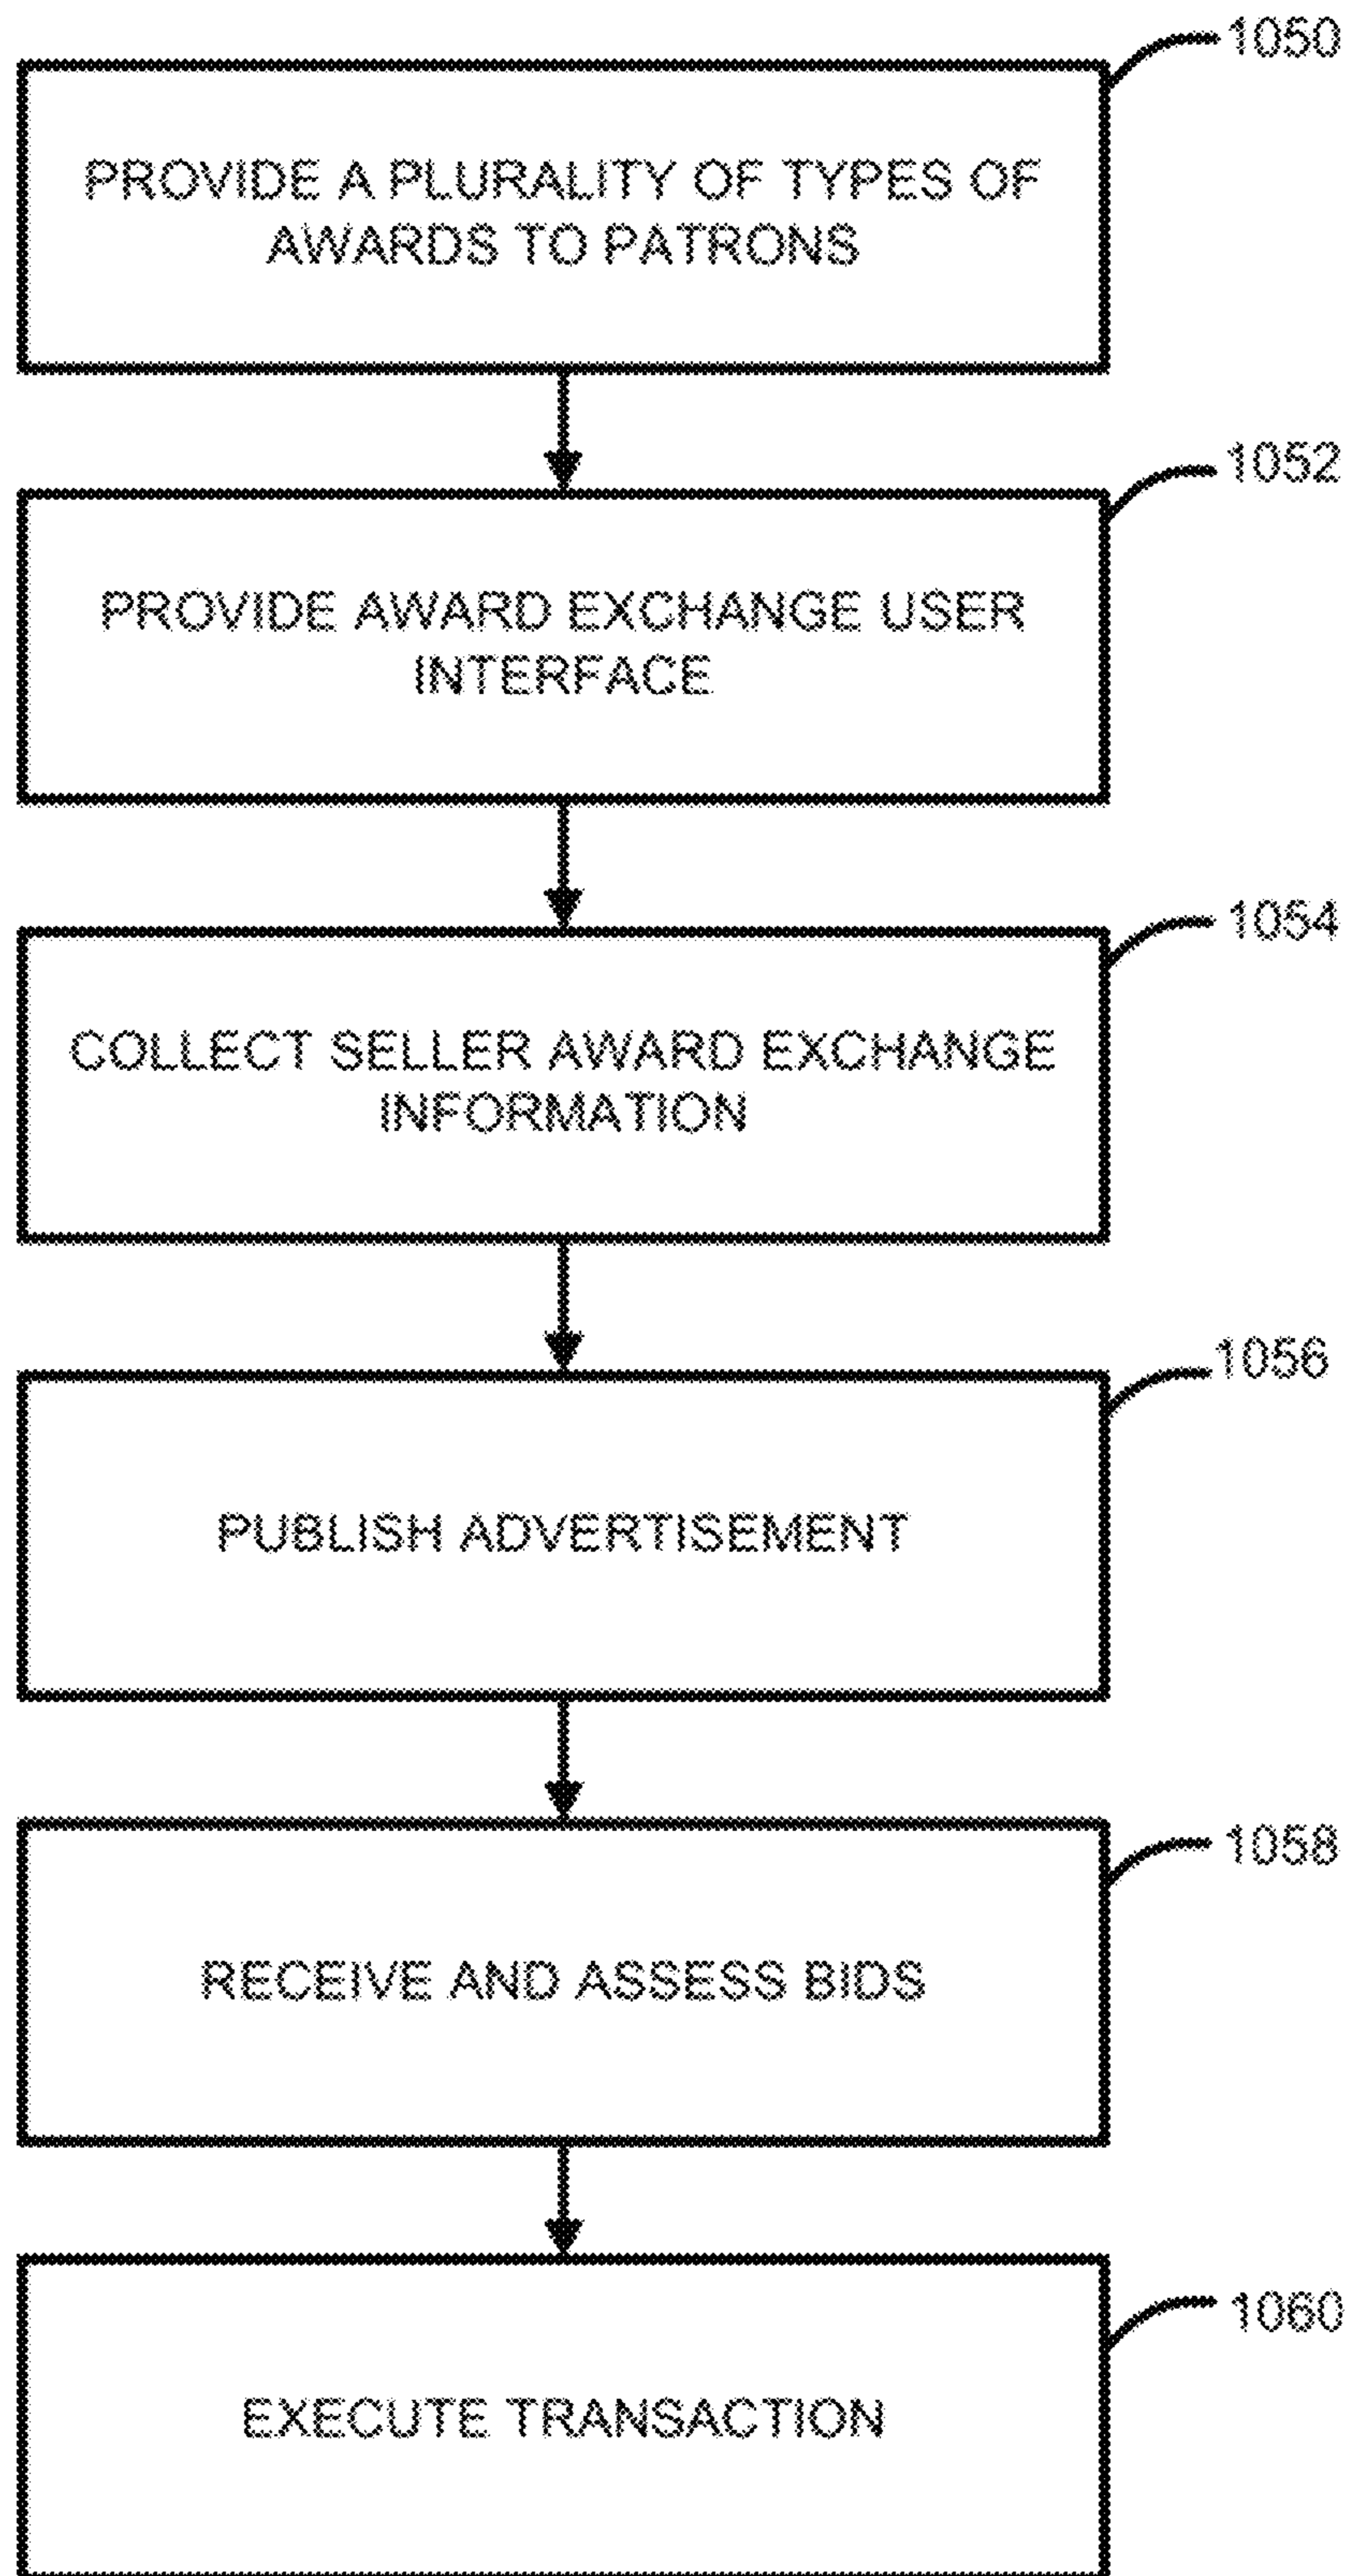 1050
PROVIDE A PLURALITY OF TYPES OF
AWARDS TO PATRONS
1052
PROVIDE AWARD EXCHANGE USER
INTERFACE
1054
COLLECT SELLER AWARD EXCHANGE
INFORMATION
1056
PUBLISH ADVERTISEMENT
1058
RECEIVE AND ASSESS BIDS
1060
EXECUTE TRANSACTION